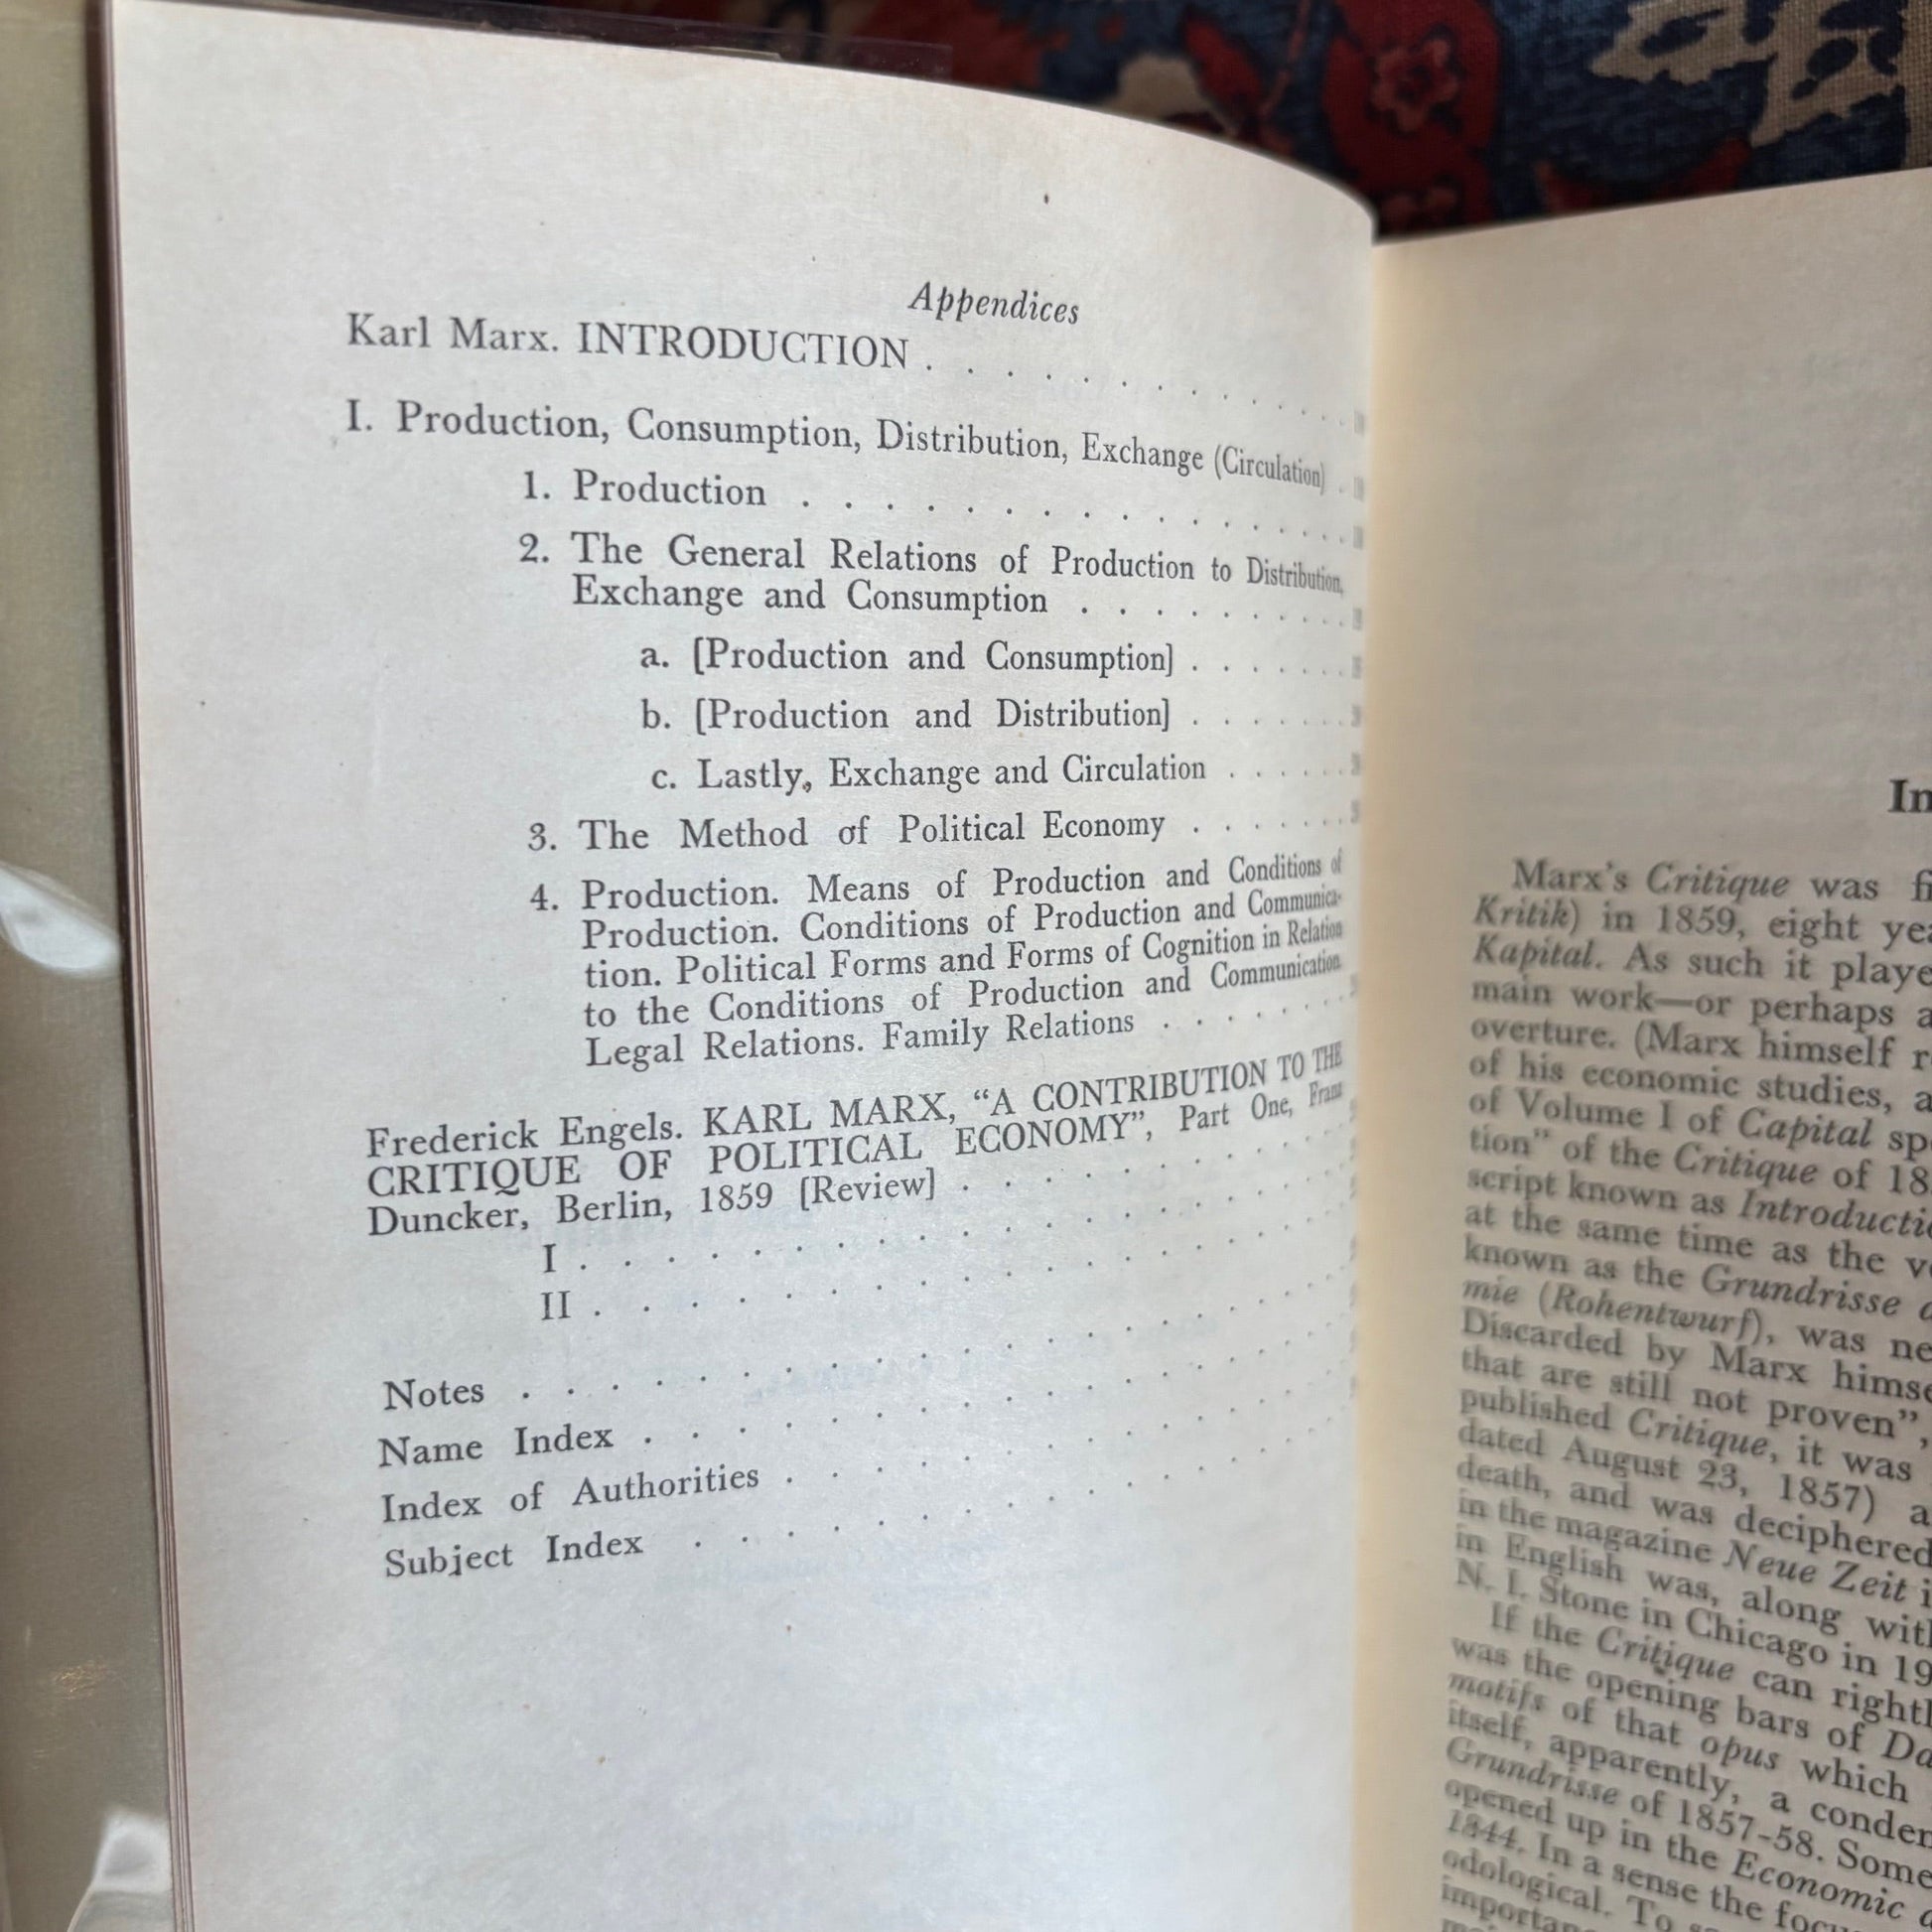 Appendices
Karl Marx. INTRODUCTION . . . . . . . . . . . .
I. Production, Consumption, Distribution, Exchange (Circulation) .
1. Production . . . . . . . . . . . . . . .
2. The General Relations of Production to Distribution,
Exchange and Consumption . . . . . . . .
a. [Production and Consumption] . . . . . .
b. [Production and Distribution] . . . . . .
c. Lastly, Exchange and Circulation . . . . . .
3. The Method of Political Economy . . . . . . .
4. Production. Means of Production and Conditions of
Production. Conditions of Production and Communica-
tion. Political Forms and Forms of Cognition in Relation
to the Conditions of Production and Communication.
Legal Relations. Family Relations . . . . . . .
Frederick Engels. KARL MARX, “A CONTRIBUTION TO THE
CRITIQUE OF POLITICAL ECONOMY”, Part One, Franz
Duncker, Berlin, 1859 [Review] . . . . . . . . . .
I . . . . . . . . . . . . . . . . .
II . . . . . . . . . . . . . . . . .
Notes . . . . . . . . . . . . . . . . . .
Name Index . . . . . . . . . . . . . . .
Index of Authorities . . . . . . . . . . . .
Subject Index . . . . . . . . . . . . . .
Marx’s Critique was
Kritik) in 1859, eight
Kapital. As such it
main work—or perhaps
overture. (Marx himself
of his economic studies,
of Volume I of Capital
tion” of the Critique of
script known as
at the same time as the
known as the Grundrisse
mie (Rohentwurf), was
Discarded by Marx
that are still not proven”,
published Critique, it was
dated August 23, 1857)
death, and was deciphered
in the magazine Neue Zeit
in English was, along
N. I. Stone in Chicago in
If the Critique can
was the opening bars of
motifs of that opus which
itself, apparently, a
Grundrisse of 1857-58.
opened up in the Economic
1844. In a sense the
odological. To